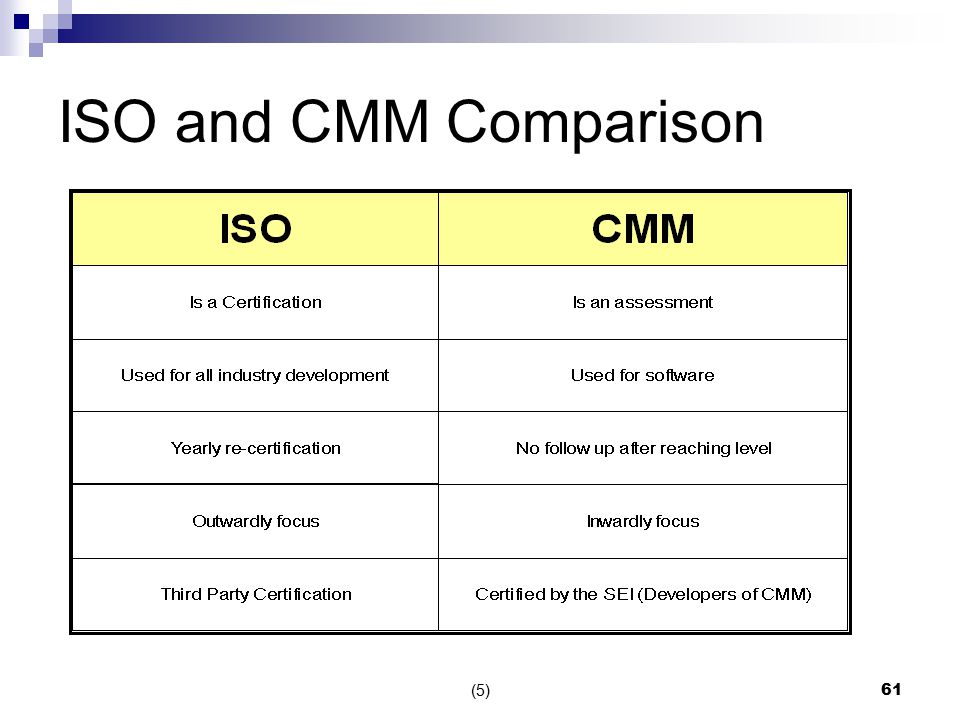 ISO and CMM Comparison
ISO CMM
Is a Certification Is an assessment
Used for all industry development Used for software
Yearly re-certification No follow up after reaching level
Outwardly focus Inwardly focus
Third Party Certification Certified by the SEI (Developers of CMM)
(5) 61